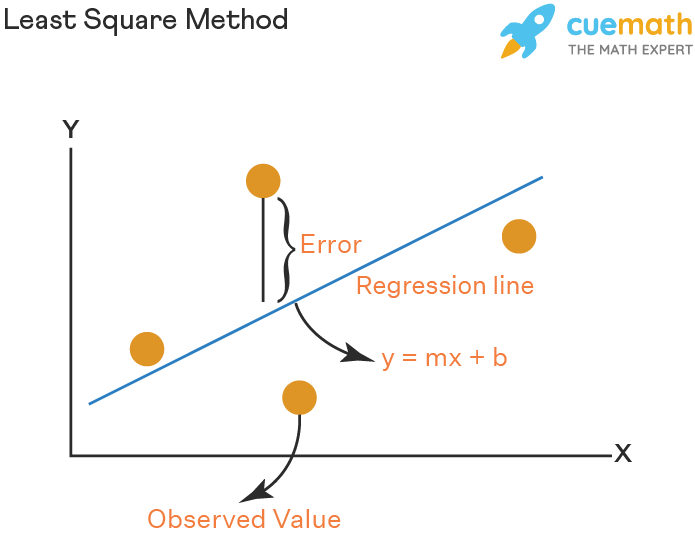 Least Square Method
cuemath
THE MATH EXPERT
Y
Error
Regression line
y = mx + b
X
Observed Value